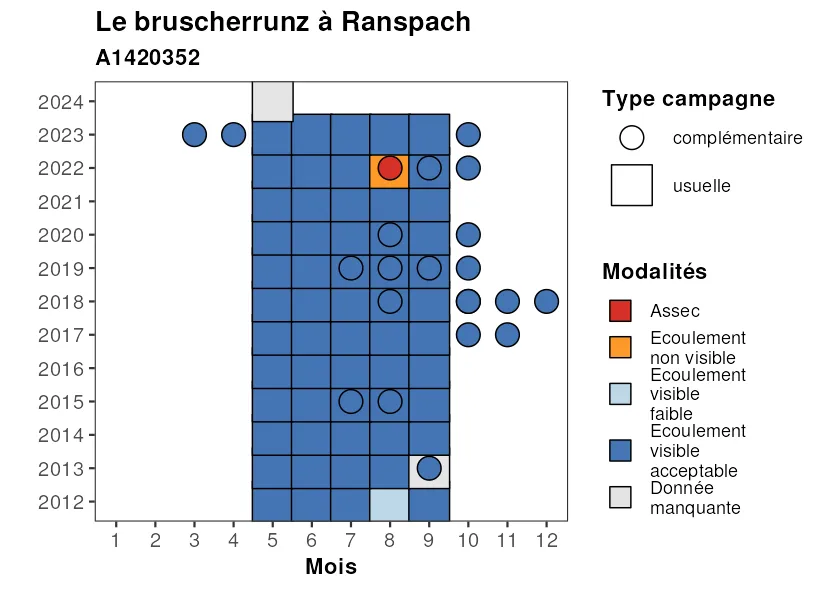 Le bruscherrunz à Ranspach
A1420352
2024
2023
2022
2021
2020
2019
2018
2017
2016
2015
2014
2013
2012
1 2 3 4 5 6 7 8 9 10 11 12
Mois
Type campagne
complémentaire
usuelle
Modalités
Assec
Ecoulement
non visible
Ecoulement
visible
faible
Ecoulement
visible
acceptable
Donnée
manquante